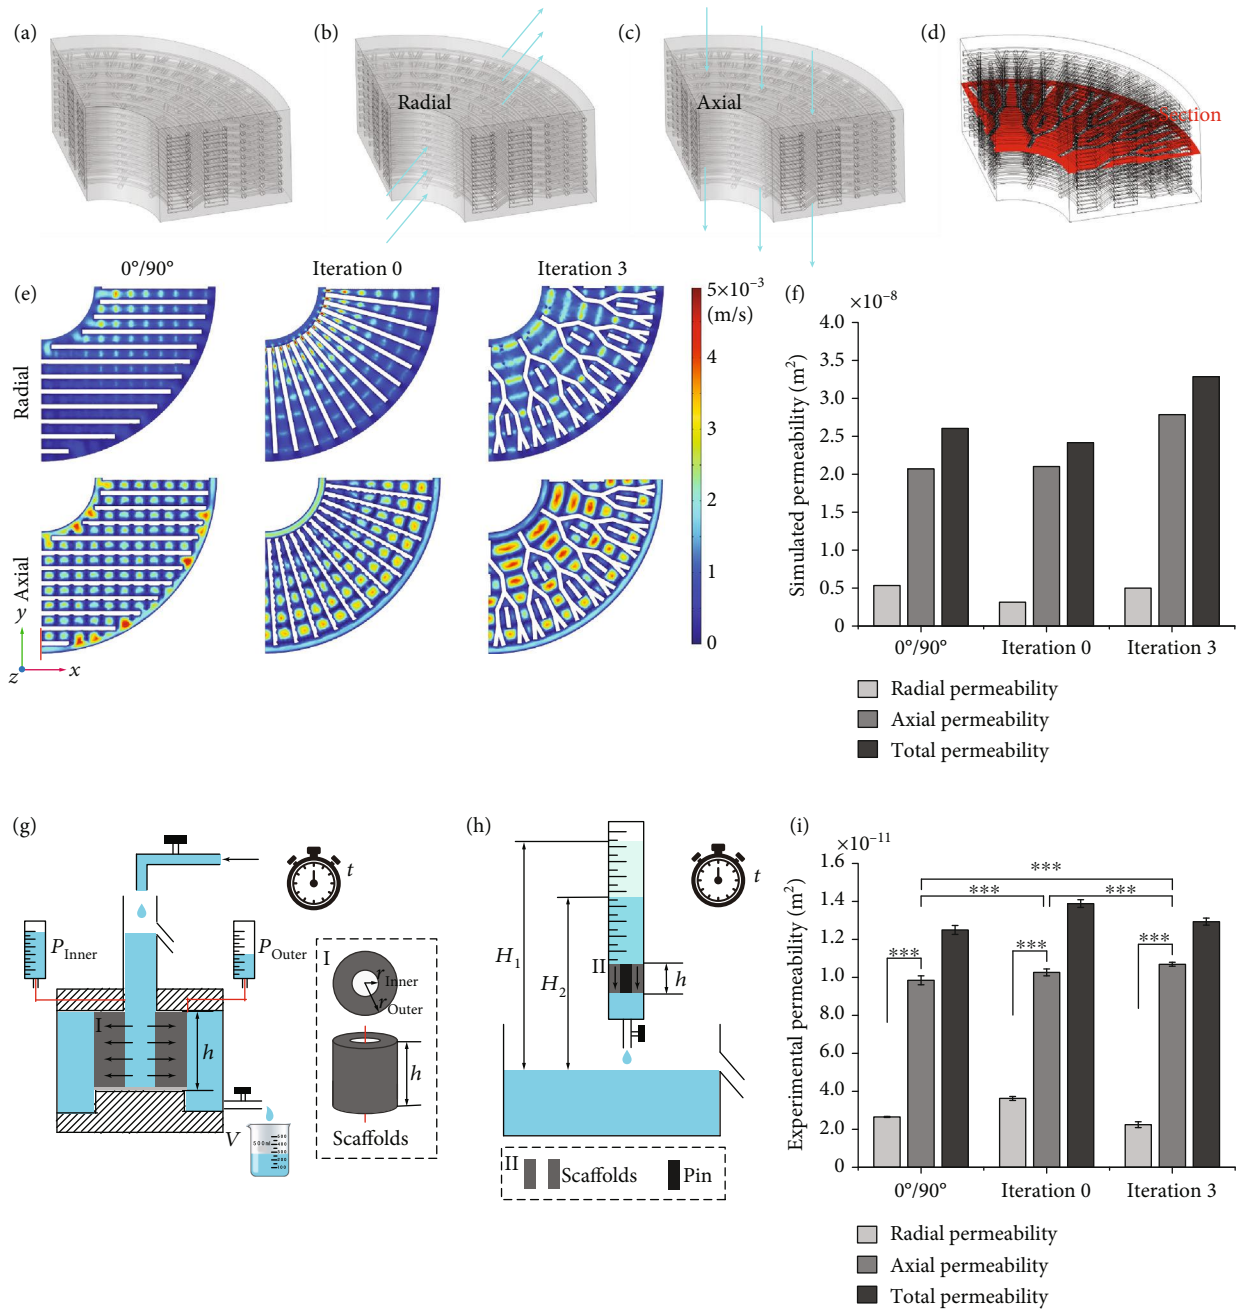 (a)
(b)
(c)
(d)
Radial
Axial
Section
0°/90°
Iteration 0
Iteration 3
(e)
Radial
Axial
y
z
x
5×10⁻³
(m/s)
4
3
2
1
0
(f)
×10⁻⁸
Simulated permeability (m²)
4.0
3.5
3.0
2.5
2.0
1.5
1.0
0.5
0
0°/90°
Iteration 0
Iteration 3
Radial permeability
Axial permeability
Total permeability
(g)
t
P Inner
P Outer
I
h
V
I
r Inner
r Outer
h
Scaffolds
(h)
t
H₁
H₂
II
h
II
Scaffolds
Pin
(i)
×10⁻¹¹
Experimental permeability (m²)
1.6
1.4
1.2
1.0
8.0
6.0
4.0
2.0
0
***
***
***
***
***
***
0°/90°
Iteration 0
Iteration 3
Radial permeability
Axial permeability
Total permeability